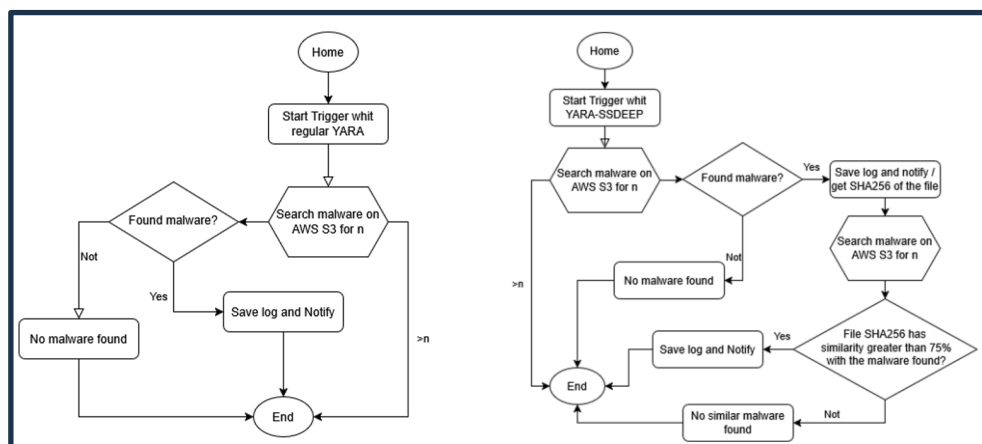 Home
Start Trigger whit
regular YARA
Search malware on
AWS S3 for n
Found malware?
Not
Yes
No malware found
Save log and Notify
>n
End
Home
Start Trigger whit
YARA-SSDEEP
Search malware on
AWS S3 for n
Found malware?
Yes
Save log and notify /
get SHA256 of the file
Search malware on
AWS S3 for n
Not
No malware found
>n
File SHA256 has
similarity greater than 75%
with the malware found?
Yes
Save log and Notify
End
Not
No similar malware
found